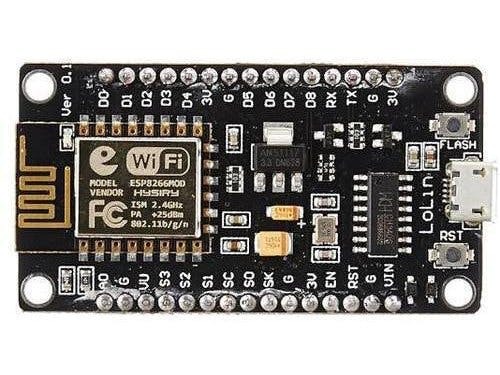 Ver 0.1
D0
D1
D2
D3
D4
3V
G
D5
D6
D7
D8
RX
TX
G
3V
WiFi
MODEL ESP8266MOD
VENDOR
ISM 2.4GHz
PA +25dBm
802.11b/g/n
FC
AMS1117
FLASH
LoLin
RST
A0
G
VU
S3
S2
S1
SC
S0
SK
G
3V
EN
RST
G
VIN